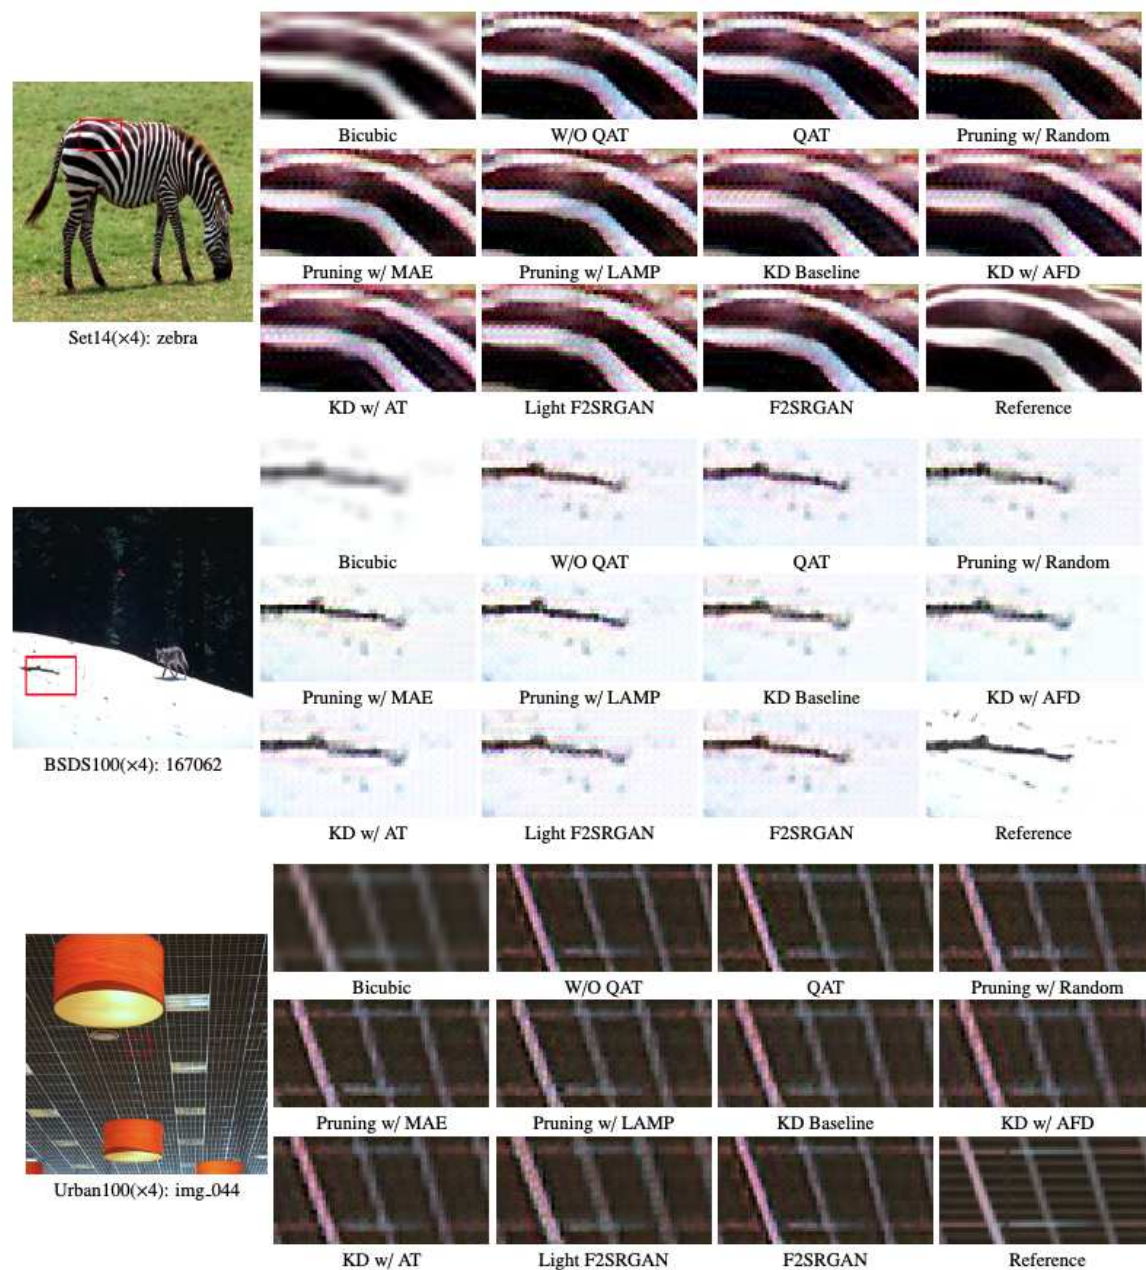 Bicubic W/O QAT QAT Pruning w/ Random
Pruning w/ MAE Pruning w/ LAMP KD Baseline KD w/ AFD
Set14(×4): zebra
KD w/ AT Light F2SRGAN F2SRGAN Reference
Bicubic W/O QAT QAT Pruning w/ Random
Pruning w/ MAE Pruning w/ LAMP KD Baseline KD w/ AFD
BSDS100(×4): 167062
KD w/ AT Light F2SRGAN F2SRGAN Reference
Bicubic W/O QAT QAT Pruning w/ Random
Pruning w/ MAE Pruning w/ LAMP KD Baseline KD w/ AFD
Urban100(×4): img_044
KD w/ AT Light F2SRGAN F2SRGAN Reference